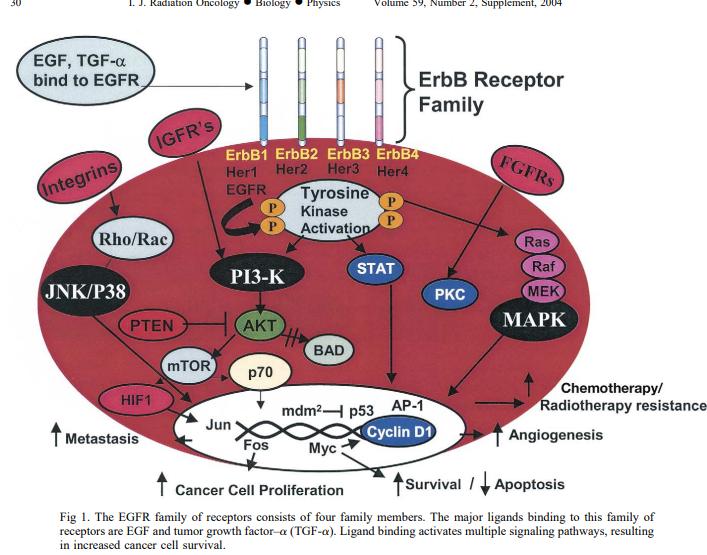 30
I. J. Radiation Oncology ● Biology ● Physics
Volume 59, Number 2, Supplement, 2004
EGF, TGF-α
bind to EGFR
ErbB Receptor
Family
IGFR's
Integrins
FGFRs
ErbB1 ErbB2 ErbB3 ErbB4
Her1 Her2 Her3 Her4
EGFR
Tyrosine
Kinase
Activation
P P
P P
Rho/Rac
Ras
Raf
MEK
MAPK
JNK/P38
PI3-K
STAT
PKC
PTEN
AKT
BAD
mTOR
p70
HIF1
mdm2 p53 AP-1
Jun
Fos
Myc
Cyclin D1
↑ Chemotherapy/
Radiotherapy resistance
↑ Metastasis
↑ Angiogenesis
↑ Cancer Cell Proliferation
↑ Survival / ↓ Apoptosis
Fig 1. The EGFR family of receptors consists of four family members. The major ligands binding to this family of
receptors are EGF and tumor growth factor–α (TGF-α). Ligand binding activates multiple signaling pathways, resulting
in increased cancer cell survival.